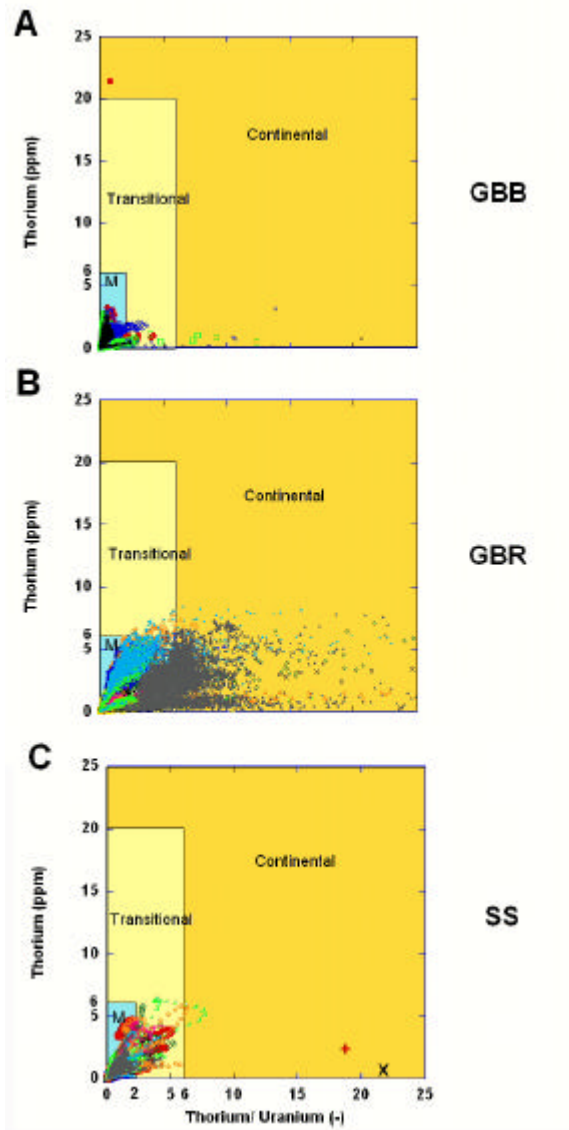 A
25
20
15
10
6
5
0
Thorium (ppm)
Continental
Transitional
M
GBB
B
25
20
15
10
6
5
0
Thorium (ppm)
Continental
Transitional
M
GBR
C
25
20
15
10
6
5
0
Thorium (ppm)
Continental
Transitional
M
SS
0 2 5 6 10 15 20 25
Thorium/ Uranium (-)